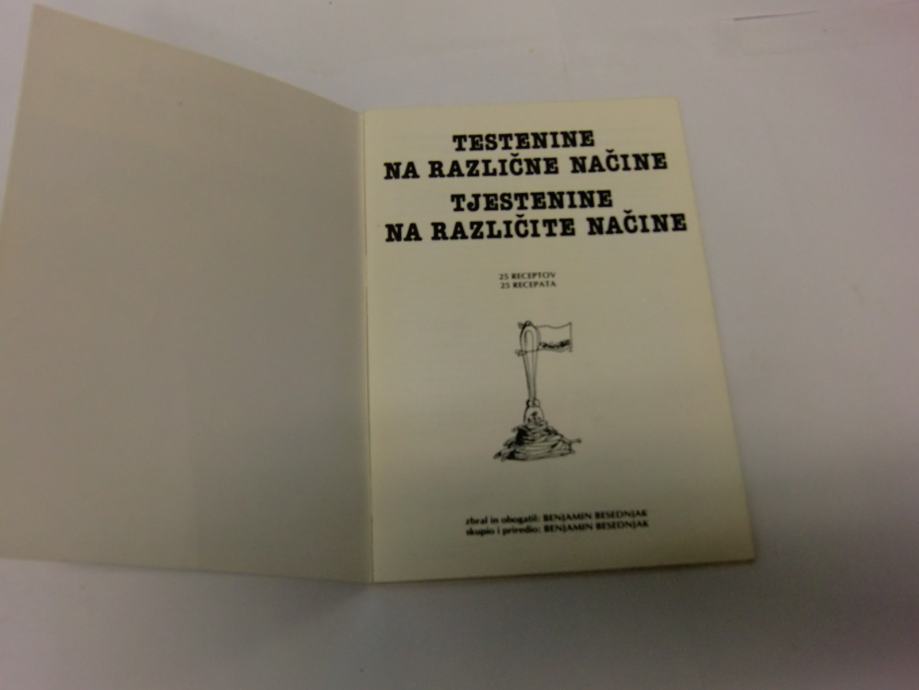 TESTENINE
NA RAZLIČNE NAČINE
TJESTENINE
NA RAZLIČITE NAČINE
25 RECEPTOV
25 RECEPATA
zbral in obogatil: BENJAMIN BESEDNJAK
skupio i priredio: BENJAMIN BESEDNJAK